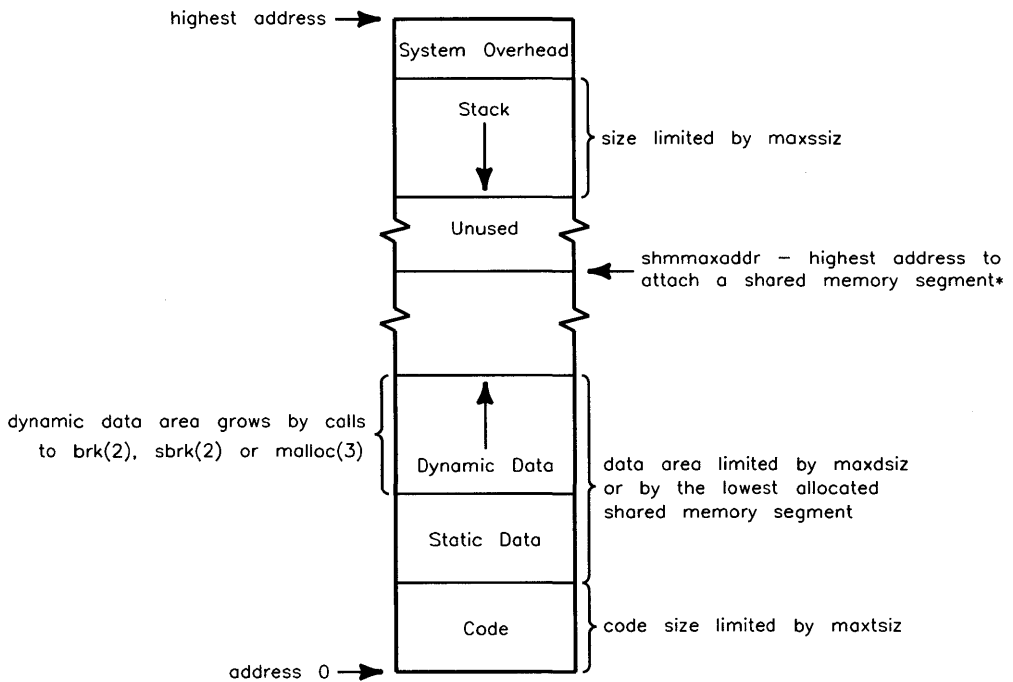 highest address
System Overhead
Stack
size limited by maxssiz
Unused
shmmaxaddr – highest address to
attach a shared memory segment*
dynamic data area grows by calls
to brk(2), sbrk(2) or malloc(3)
Dynamic Data
data area limited by maxdsiz
or by the lowest allocated
shared memory segment
Static Data
Code
code size limited by maxtsiz
address 0